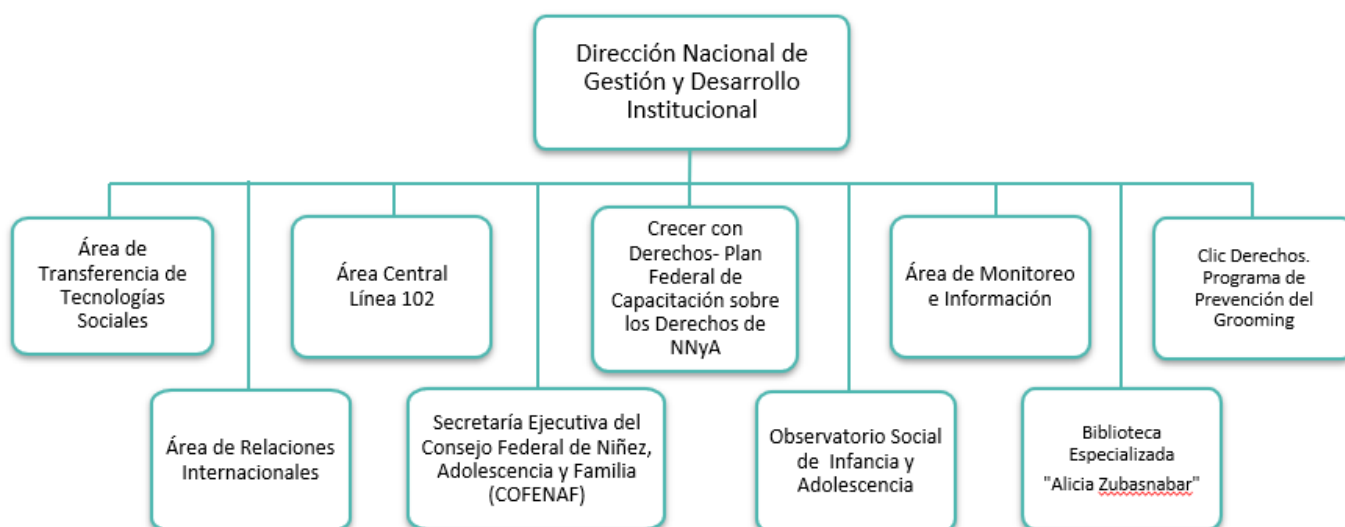 Dirección Nacional de
Gestión y Desarrollo
Institucional
Área de
Transferencia de
Tecnologías
Sociales
Área Central
Línea 102
Crecer con
Derechos- Plan
Federal de
Capacitación sobre
los Derechos de
NNyA
Área de Monitoreo
e Información
Clic Derechos.
Programa de
Prevención del
Grooming
Área de Relaciones
Internacionales
Secretaría Ejecutiva del
Consejo Federal de Niñez,
Adolescencia y Familia
(COFENAF)
Observatorio Social
de Infancia y
Adolescencia
Biblioteca
Especializada
"Alicia Zubasnabar"